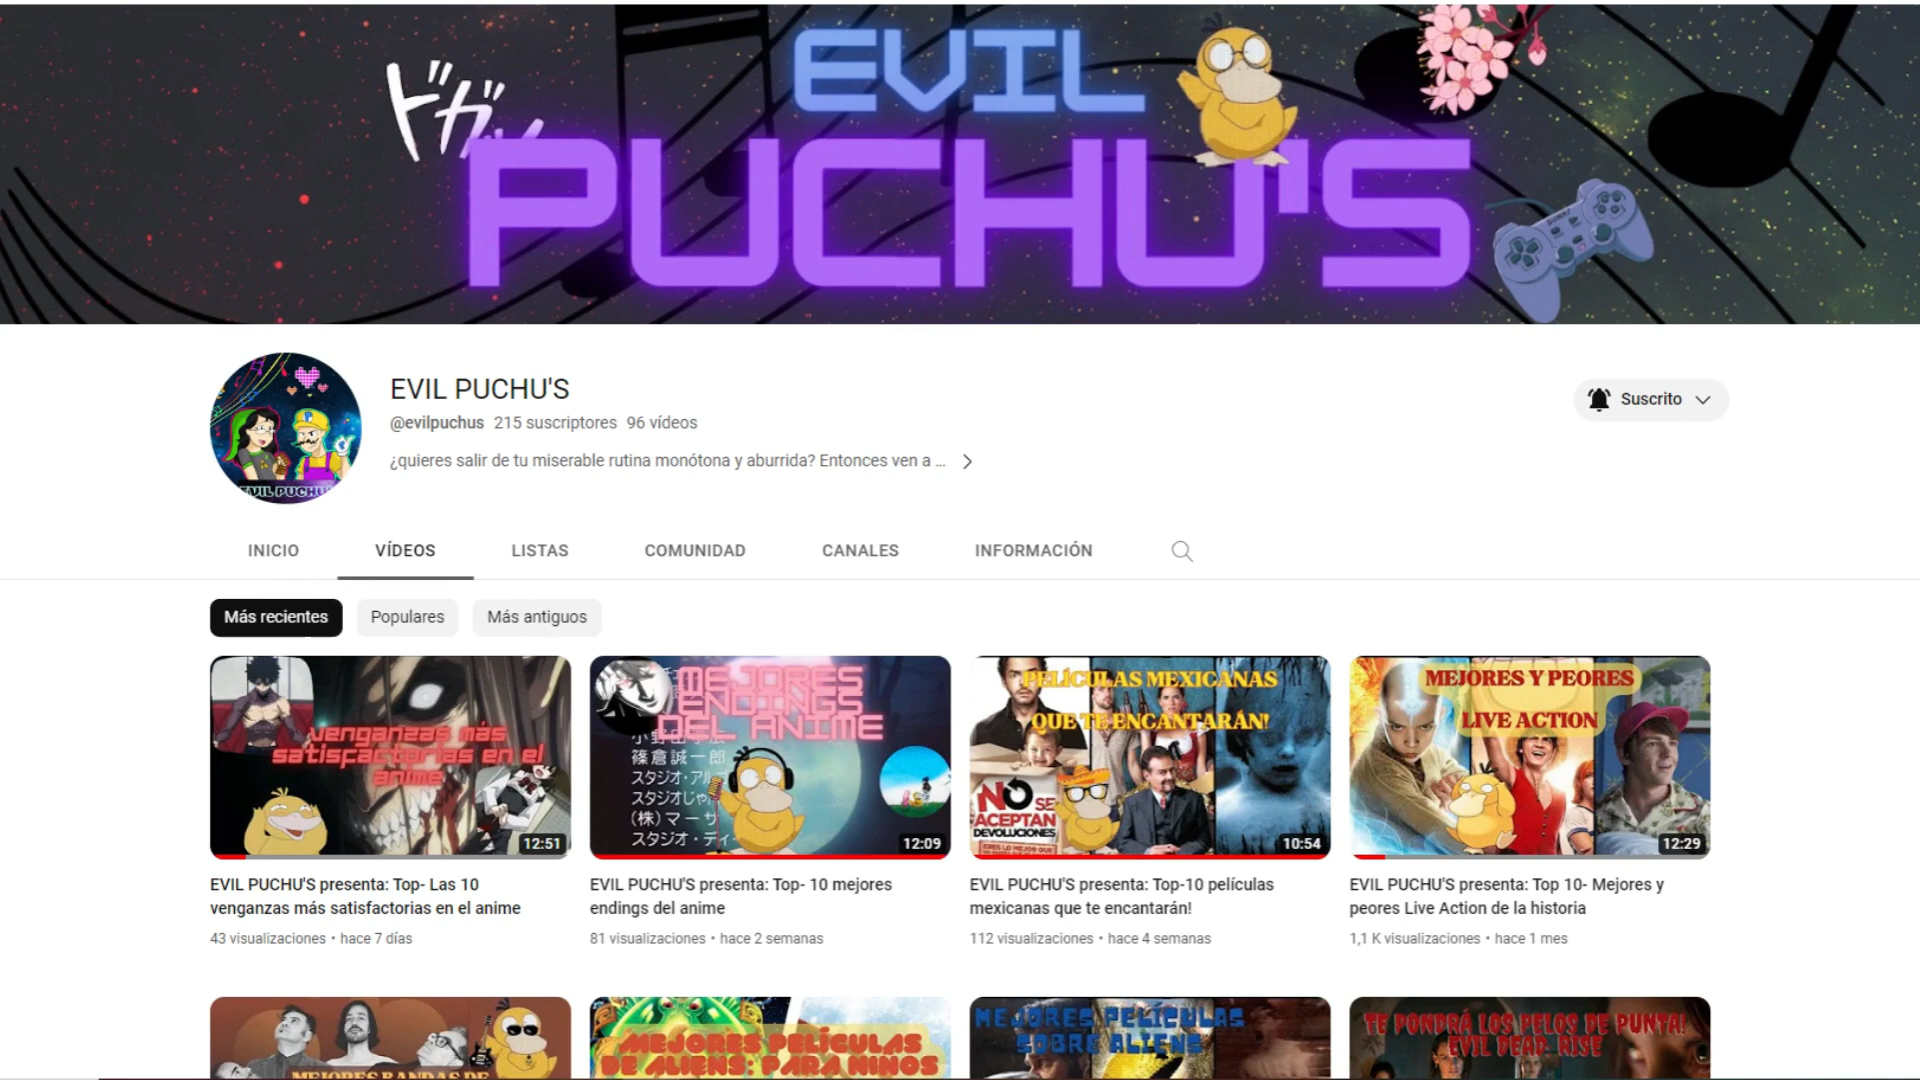 EVIL
ドガッ
PUCHU'S
EVIL PUCHU'S
EVIL PUCHU'S
@evilpuchus 215 suscriptores 96 vídeos
¿quieres salir de tu miserable rutina monótona y aburrida? Entonces ven a ...
Suscrito
INICIO VÍDEOS LISTAS COMUNIDAD CANALES INFORMACIÓN
Más recientes Populares Más antiguos
venganzas más
satisfactorias en el
anime
12:51
MEJORES
ENDINGS
DEL ANIME
篠倉誠一郎
スタジオ・アル
スタジオじゃ
(株)マーサ
スタジオ・ディ
12:09
PELÍCULAS MEXICANAS
QUE TE ENCANTARÁN!
NO SE
ACEPTAN
DEVOLUCIONES
10:54
MEJORES Y PEORES
LIVE ACTION
12:29
EVIL PUCHU'S presenta: Top- Las 10
venganzas más satisfactorias en el anime
43 visualizaciones • hace 7 días
EVIL PUCHU'S presenta: Top- 10 mejores
endings del anime
81 visualizaciones • hace 2 semanas
EVIL PUCHU'S presenta: Top-10 películas
mexicanas que te encantarán!
112 visualizaciones • hace 4 semanas
EVIL PUCHU'S presenta: Top 10- Mejores y
peores Live Action de la historia
1,1 K visualizaciones • hace 1 mes
MEJORES BANDAS DE
MEJORES PELÍCULAS
DE ALIENS: PARA NIÑOS
MEJORES PELÍCULAS
SOBRE ALIENS
TE PONDRÁ LOS PELOS DE PUNTA!
EVIL DEAD: RISE